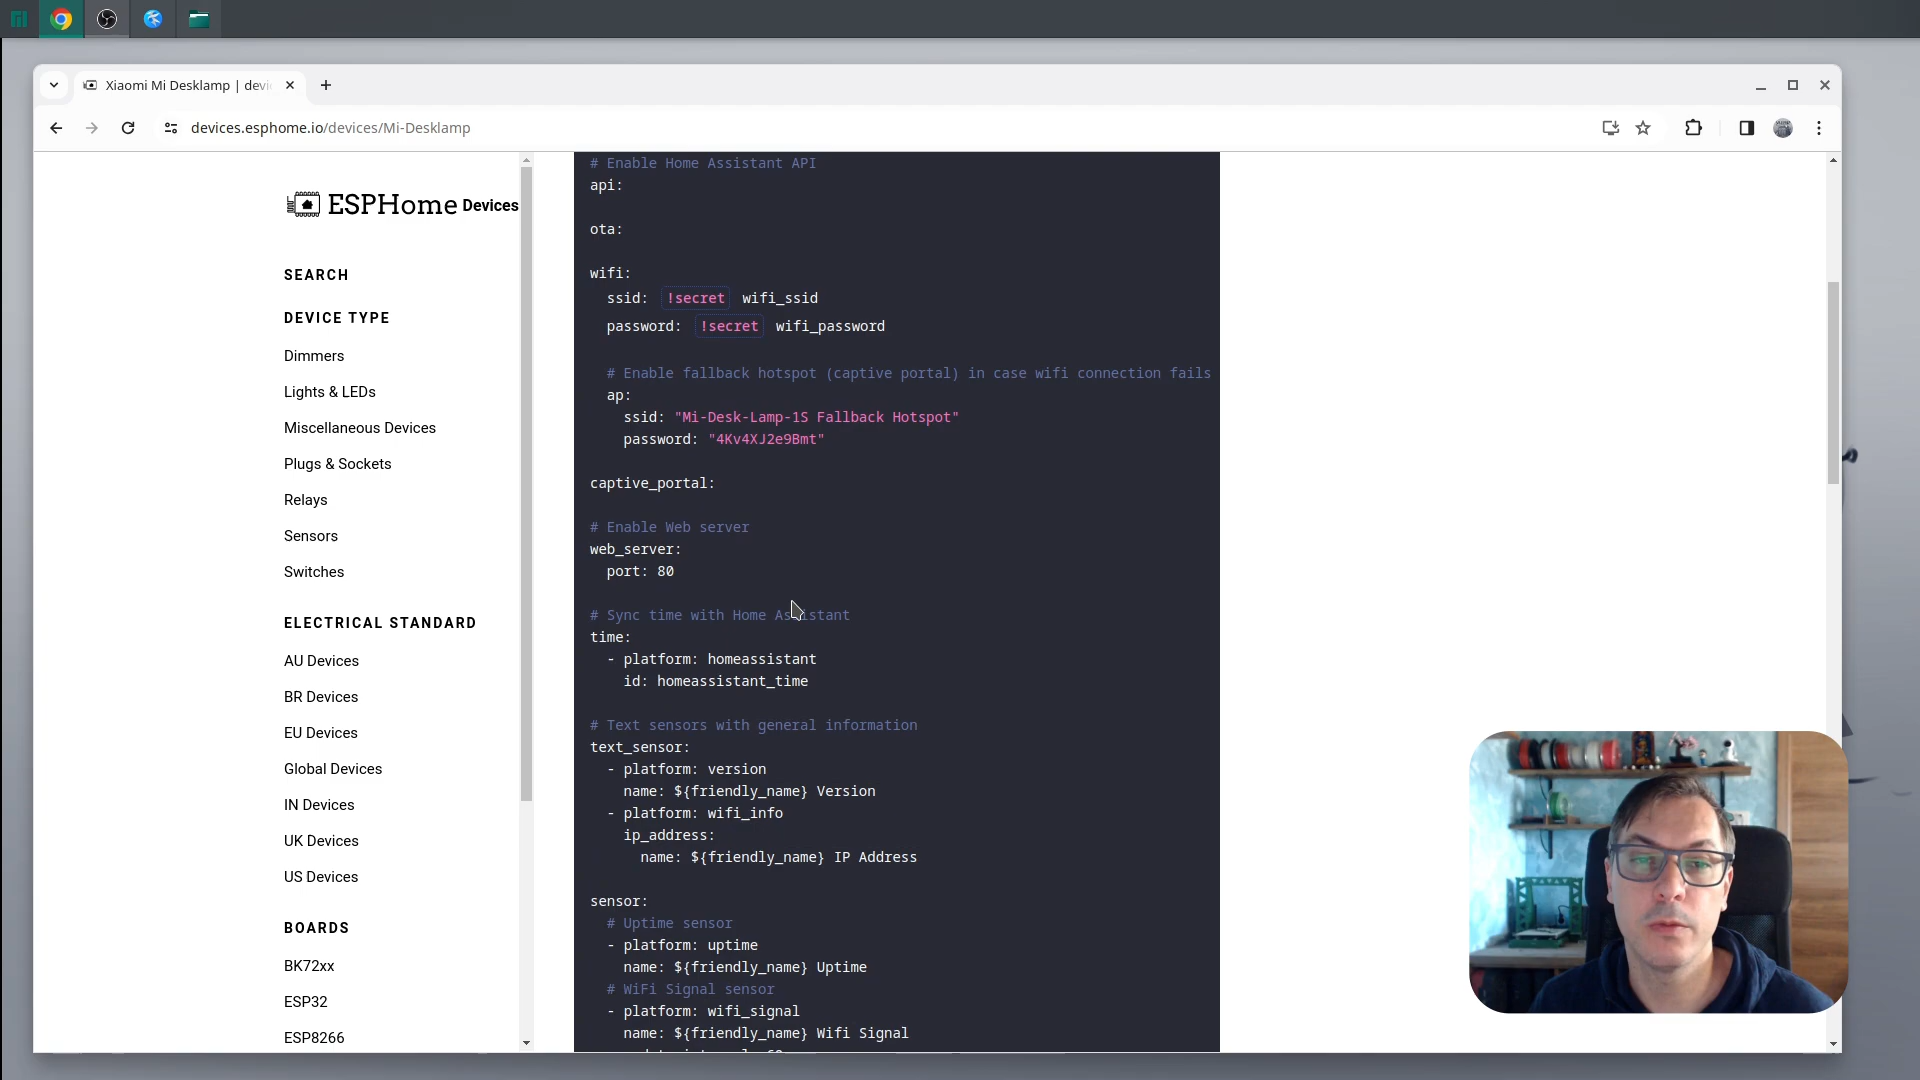 Xiaomi Mi Desklamp | devi
devices.esphome.io/devices/Mi-Desklamp
ESPHome Devices
SEARCH
DEVICE TYPE
Dimmers
Lights & LEDs
Miscellaneous Devices
Plugs & Sockets
Relays
Sensors
Switches
ELECTRICAL STANDARD
AU Devices
BR Devices
EU Devices
Global Devices
IN Devices
UK Devices
US Devices
BOARDS
BK72xx
ESP32
ESP8266
# Enable Home Assistant API
api:
ota:
wifi:
ssid: !secret wifi_ssid
password: !secret wifi_password
# Enable fallback hotspot (captive portal) in case wifi connection fails
ap:
ssid: "Mi-Desk-Lamp-1S Fallback Hotspot"
password: "4Kv4XJ2e9Bmt"
captive_portal:
# Enable Web server
web_server:
port: 80
# Sync time with Home Assistant
time:
- platform: homeassistant
id: homeassistant_time
# Text sensors with general information
text_sensor:
- platform: version
name: ${friendly_name} Version
- platform: wifi_info
ip_address:
name: ${friendly_name} IP Address
sensor:
# Uptime sensor
- platform: uptime
name: ${friendly_name} Uptime
# WiFi Signal sensor
- platform: wifi_signal
name: ${friendly_name} Wifi Signal